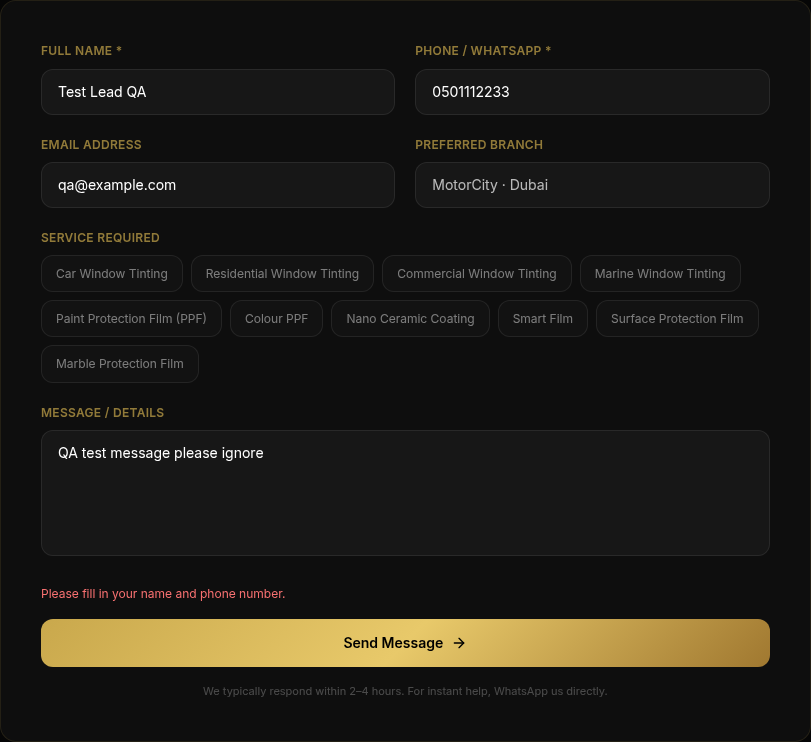 FULL NAME *
PHONE / WHATSAPP *
Test Lead QA
0501112233
EMAIL ADDRESS
PREFERRED BRANCH
qa@example.com
MotorCity · Dubai
SERVICE REQUIRED
Car Window Tinting
Residential Window Tinting
Commercial Window Tinting
Marine Window Tinting
Paint Protection Film (PPF)
Colour PPF
Nano Ceramic Coating
Smart Film
Surface Protection Film
Marble Protection Film
MESSAGE / DETAILS
QA test message please ignore
Please fill in your name and phone number.
Send Message →
We typically respond within 2–4 hours. For instant help, WhatsApp us directly.